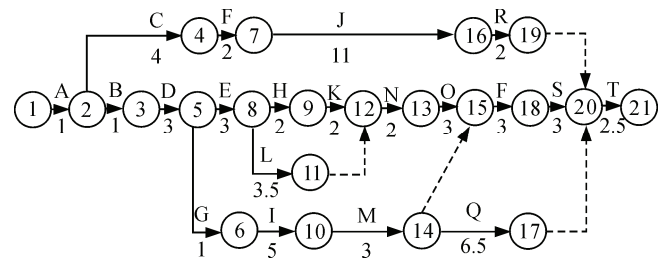 C F J R
4 7 16 19
4 2 11 2
A B D E H K N O F S T
1 2 3 5 8 9 12 13 15 18 20 21
1 1 3 3 2 2 2 3 3 3 2.5
L
11
3.5
G I M Q
6 10 14 17
1 5 3 6.5